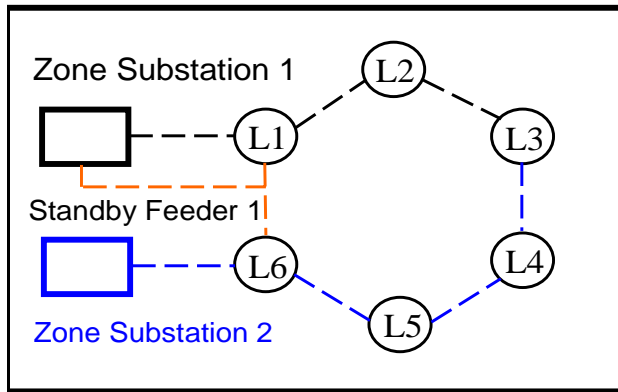 Zone Substation 1
L2
L1
L3
Standby Feeder 1
L6
L4
L5
Zone Substation 2